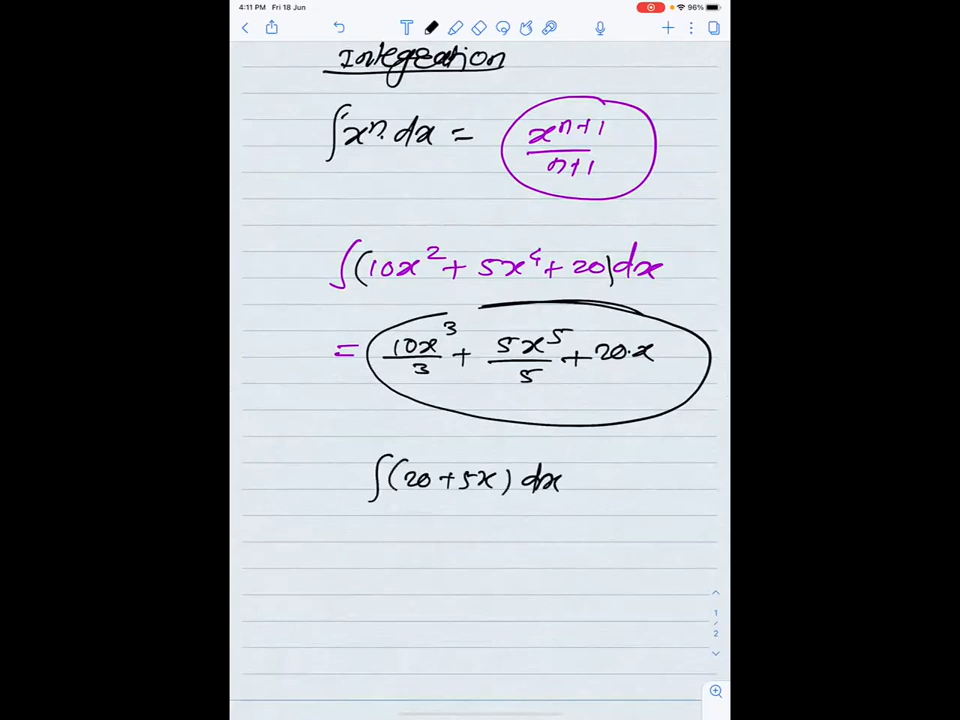 4:11 PM Fri 18 Jun 96%
Integeation
∫xⁿ·dx = xⁿ⁺¹/n+1
∫(10x² + 5x⁴ + 20)dx
= 10x³/3 + 5x⁵/5 + 20·x
∫(20 + 5x) dx
1
/
2